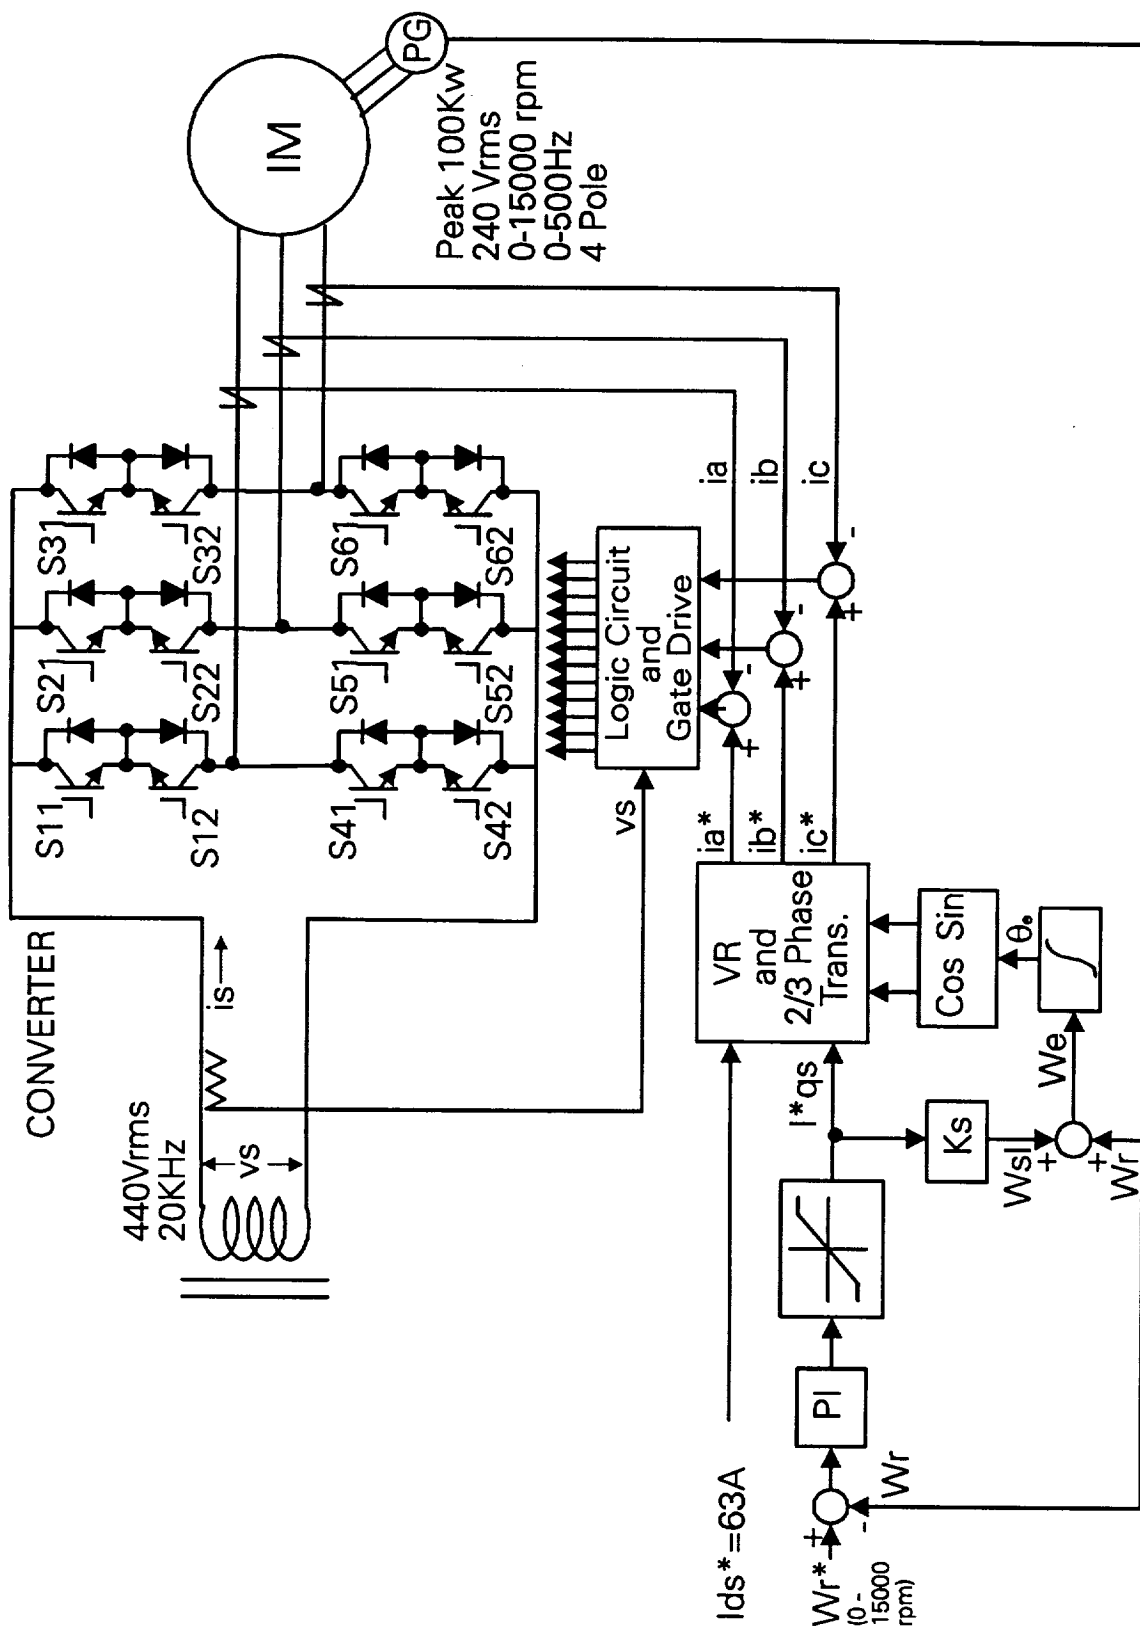 CONVERTER
440Vrms
20KHz
vs
is
S11
S12
S21
S22
S31
S32
S41
S42
S51
S52
S61
S62
IM
PG
Peak 100Kw
240 Vrms
0-15000 rpm
0-500Hz
4 Pole
vs
Logic Circuit
and
Gate Drive
ia
ib
ic
+
-
+
-
+
-
ia*
ib*
ic*
VR
and
2/3 Phase
Trans.
Cos Sin
θe
∫
We
Ids*=63A
I*qs
Ks
Wsl
+
+
Wr
PI
Wr*
(0 -
15000
rpm)
+
-
Wr